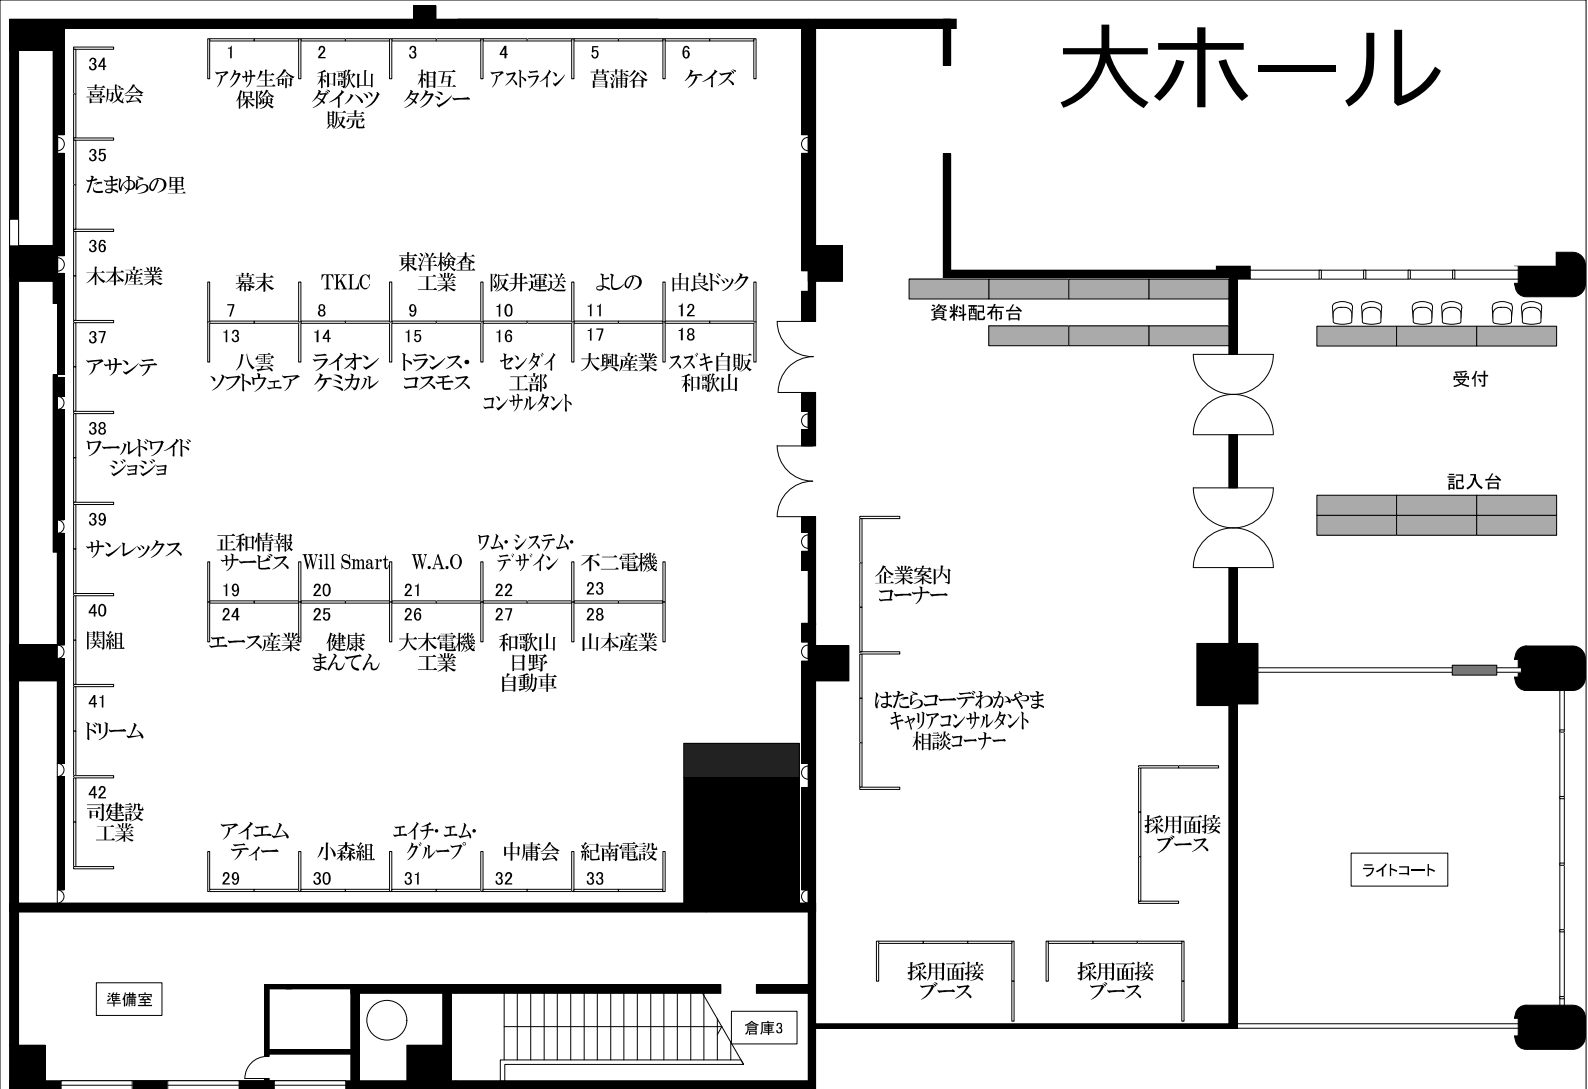 大ホール
1
アクサ生命
保険
2
和歌山
ダイハツ
販売
3
相互
タクシー
4
アストライン
5
菖蒲谷
6
ケイズ
34
喜成会
35
たまゆらの里
36
木本産業
37
アサンテ
38
ワールドワイド
ジョジョ
39
サンレックス
40
関組
41
ドリーム
42
司建設
工業
幕末
7
TKLC
8
東洋検査
工業
9
阪井運送
10
よしの
11
由良ドック
12
13
八雲
ソフトウェア
14
ライオン
ケミカル
15
トランス・
コスモス
16
センダイ
工部
コンサルタント
17
大興産業
18
スズキ自販
和歌山
正和情報
サービス
19
Will Smart
20
W.A.O
21
ワム・システム・
デザイン
22
不二電機
23
24
エース産業
25
健康
まんてん
26
大木電機
工業
27
和歌山
日野
自動車
28
山本産業
アイエム
ティー
29
小森組
30
エイチ・エム・
グループ
31
中庸会
32
紀南電設
33
資料配布台
受付
記入台
企業案内
コーナー
はたらコーデわかやま
キャリアコンサルタント
相談コーナー
採用面接
ブース
採用面接
ブース
採用面接
ブース
ライトコート
準備室
倉庫3